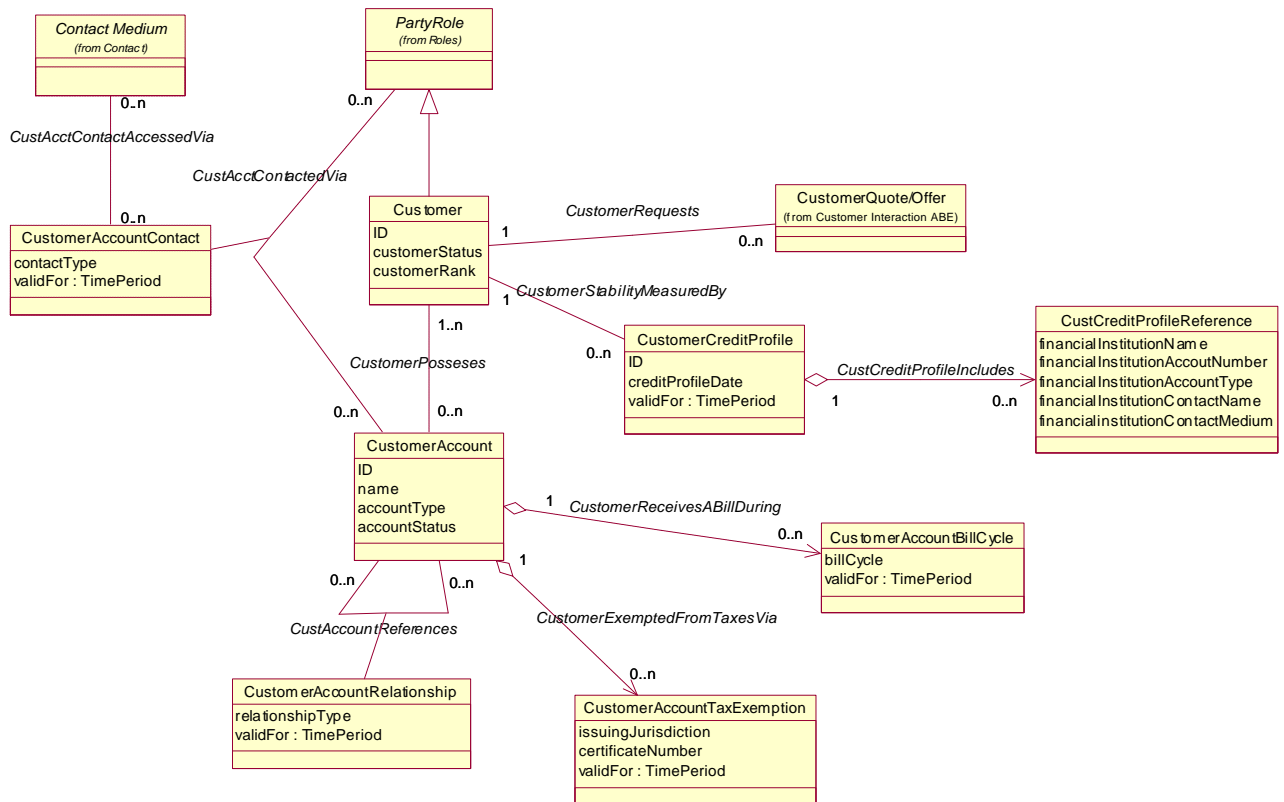 Contact Medium
(from Contact)
PartyRole
(from Roles)
0..n
0..n
CustAcctContactAccessedVia
CustAcctContactedVia
0..n
Customer
ID
customerStatus
customerRank
CustomerRequests
1
0..n
CustomerQuote/Offer
(from Customer Interaction ABE)
CustomerAccountContact
contactType
validFor : TimePeriod
CustomerStabilityMeasuredBy
1
0..n
1..n
CustomerPosseses
0..n
0..n
CustomerCreditProfile
ID
creditProfileDate
validFor : TimePeriod
CustCreditProfileIncludes
1
0..n
CustCreditProfileReference
financialInstitutionName
financialInstitutionAccoutNumber
financialInstitutionAccountType
financialInstitutionContactName
financialinstitutionContactMedium
CustomerAccount
ID
name
accountType
accountStatus
1
CustomerReceivesABillDuring
0..n
CustomerAccountBillCycle
billCycle
validFor : TimePeriod
0..n
0..n
CustAccountReferences
1
CustomerExemptedFromTaxesVia
0..n
CustomerAccountRelationship
relationshipType
validFor : TimePeriod
CustomerAccountTaxExemption
issuingJurisdiction
certificateNumber
validFor : TimePeriod